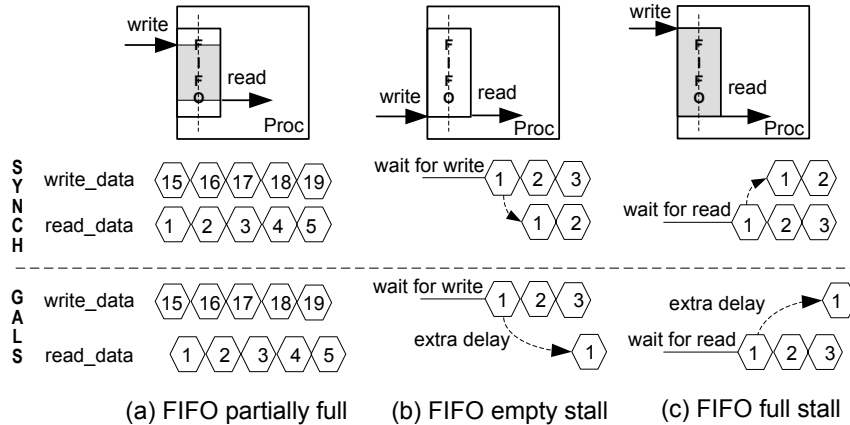 write
F
I
F
O
read
Proc
write
F
I
F
O
read
Proc
write
F
I
F
O
read
Proc
SYNCH
write_data
15 16 17 18 19
read_data
1 2 3 4 5
wait for write
1 2 3
1 2
1 2
wait for read
1 2 3
GALS
write_data
15 16 17 18 19
read_data
1 2 3 4 5
wait for write
1 2 3
extra delay
1
extra delay
1
wait for read
1 2 3
(a) FIFO partially full
(b) FIFO empty stall
(c) FIFO full stall